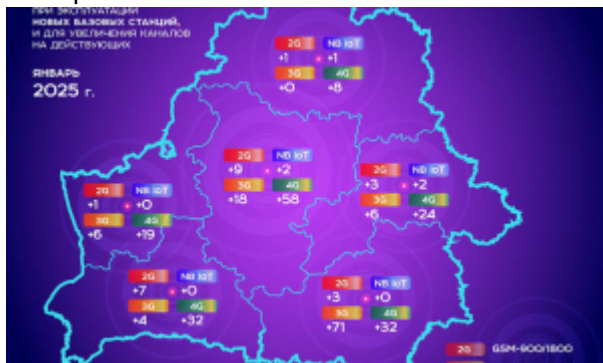 ПРИ ЭКСПЛУАТАЦИИ
НОВЫХ БАЗОВЫХ СТАНЦИЙ,
И ДЛЯ УВЕЛИЧЕНИЯ КАНАЛОВ
НА ДЕЙСТВУЮЩИХ
ЯНВАРЬ
2025 г.
2G NB IoT
+1 +1
3G 4G
+0 +8
2G NB IoT
+9 +2
3G 4G
+18 +58
2G NB IoT
+3 +2
3G 4G
+6 +24
2G NB IoT
+1 +0
3G 4G
+6 +19
2G NB IoT
+7 +0
3G 4G
+4 +32
2G NB IoT
+3 +0
3G 4G
+71 +32
2G GSM-900/1800